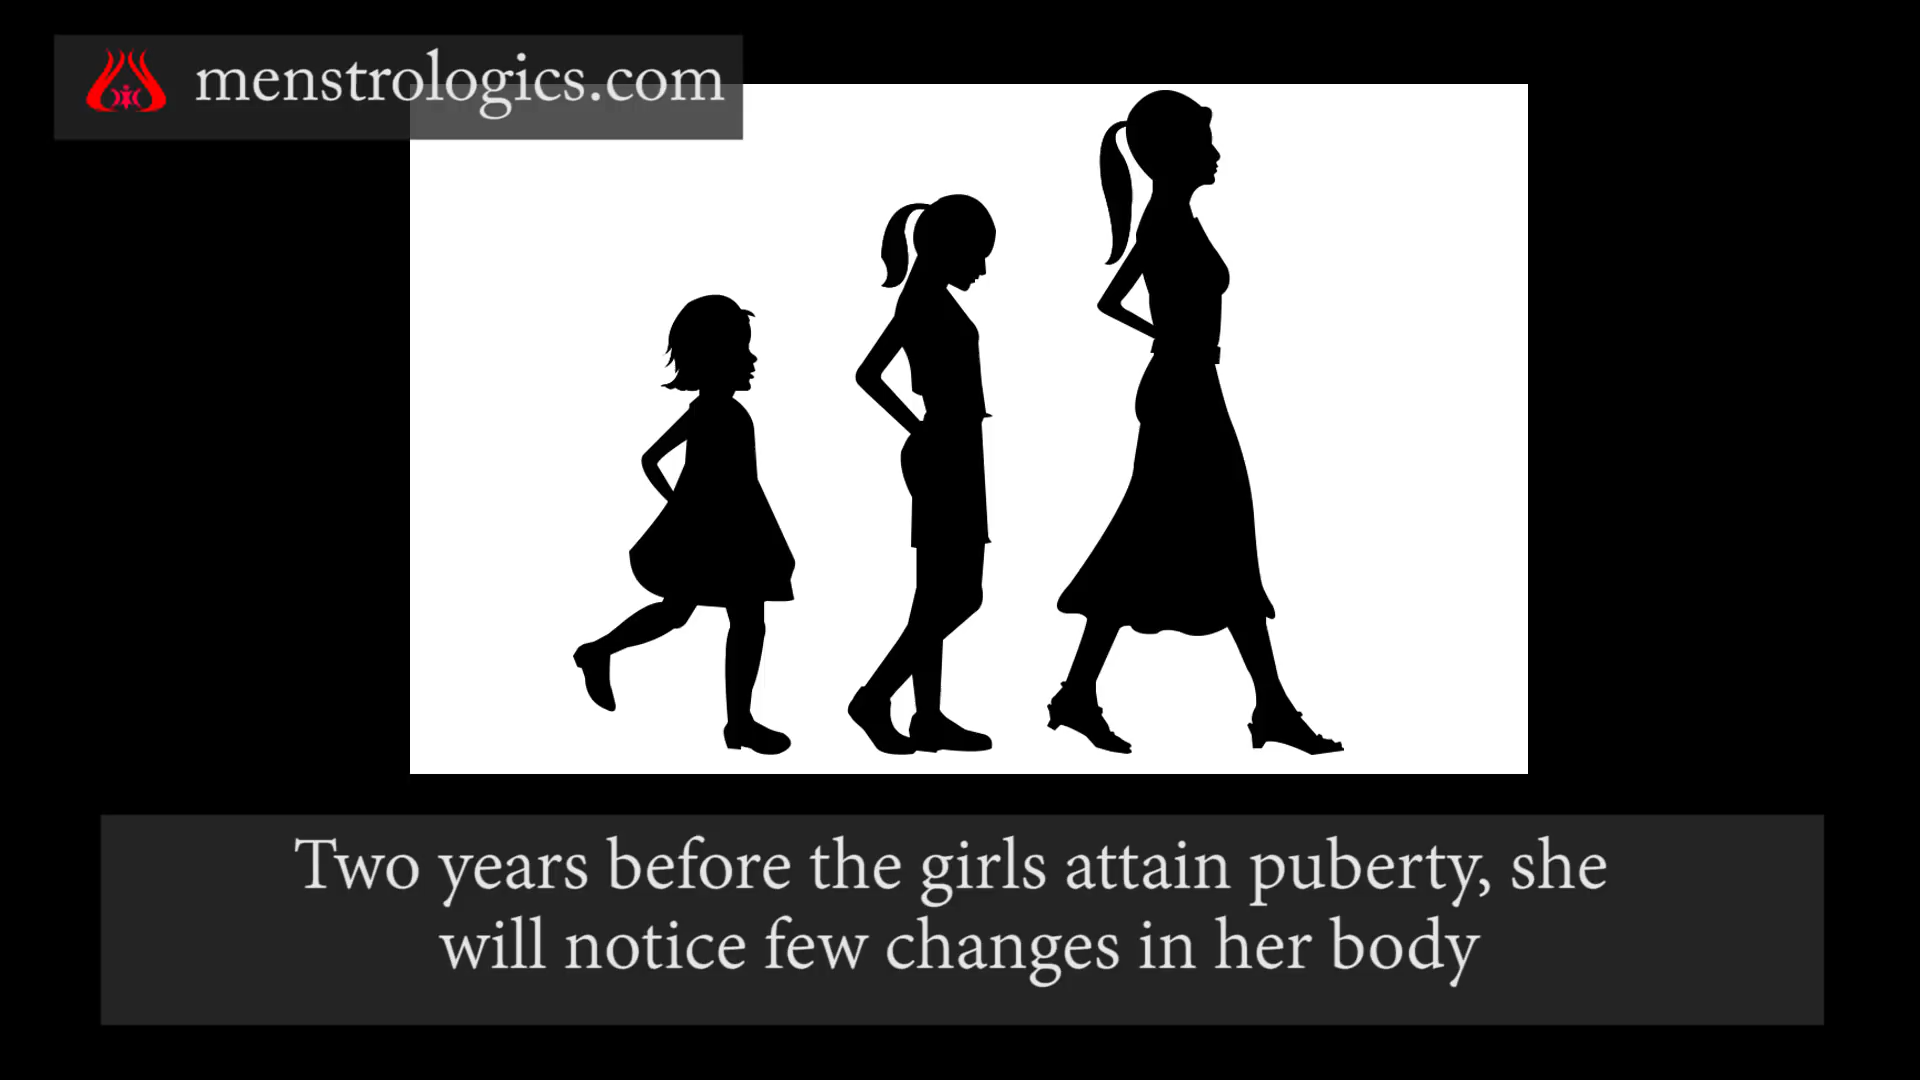 menstrologics.com
Two years before the girls attain puberty, she
will notice few changes in her body